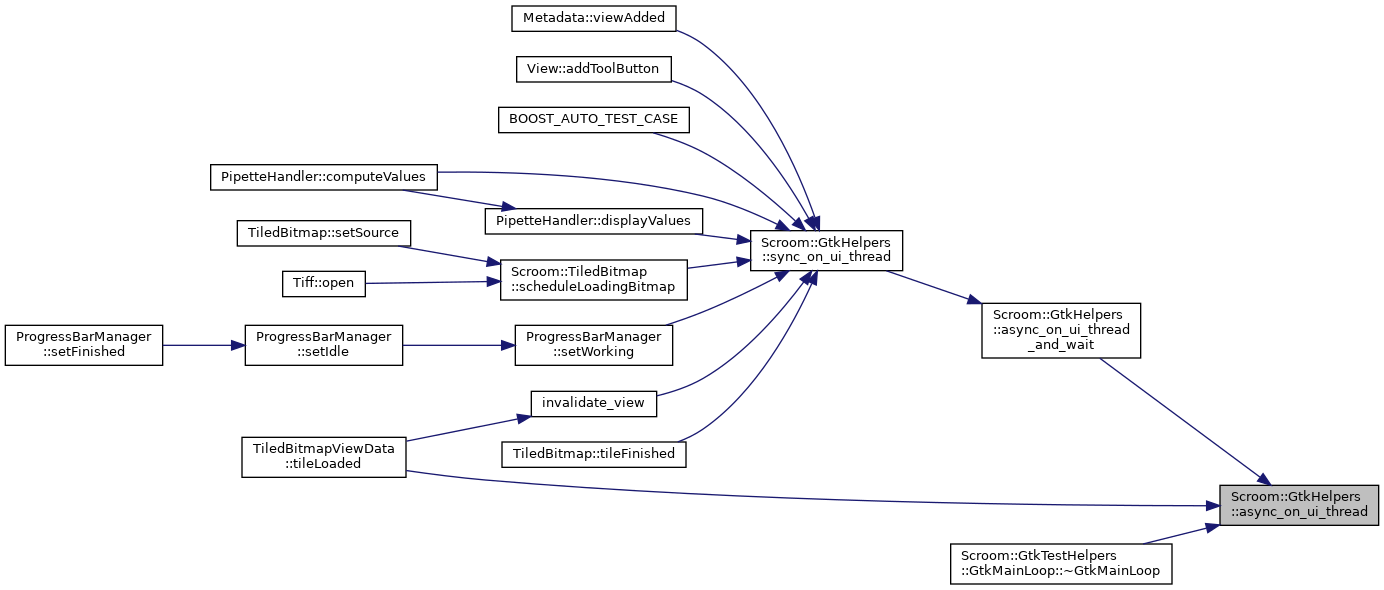 Metadata::viewAdded
View::addToolButton
BOOST_AUTO_TEST_CASE
PipetteHandler::computeValues
PipetteHandler::displayValues
TiledBitmap::setSource
Scroom::GtkHelpers
::sync_on_ui_thread
Scroom::TiledBitmap
::scheduleLoadingBitmap
Tiff::open
Scroom::GtkHelpers
::async_on_ui_thread
_and_wait
ProgressBarManager
::setFinished
ProgressBarManager
::setIdle
ProgressBarManager
::setWorking
invalidate_view
TiledBitmapViewData
::tileLoaded
TiledBitmap::tileFinished
Scroom::GtkHelpers
::async_on_ui_thread
Scroom::GtkTestHelpers
::GtkMainLoop::~GtkMainLoop